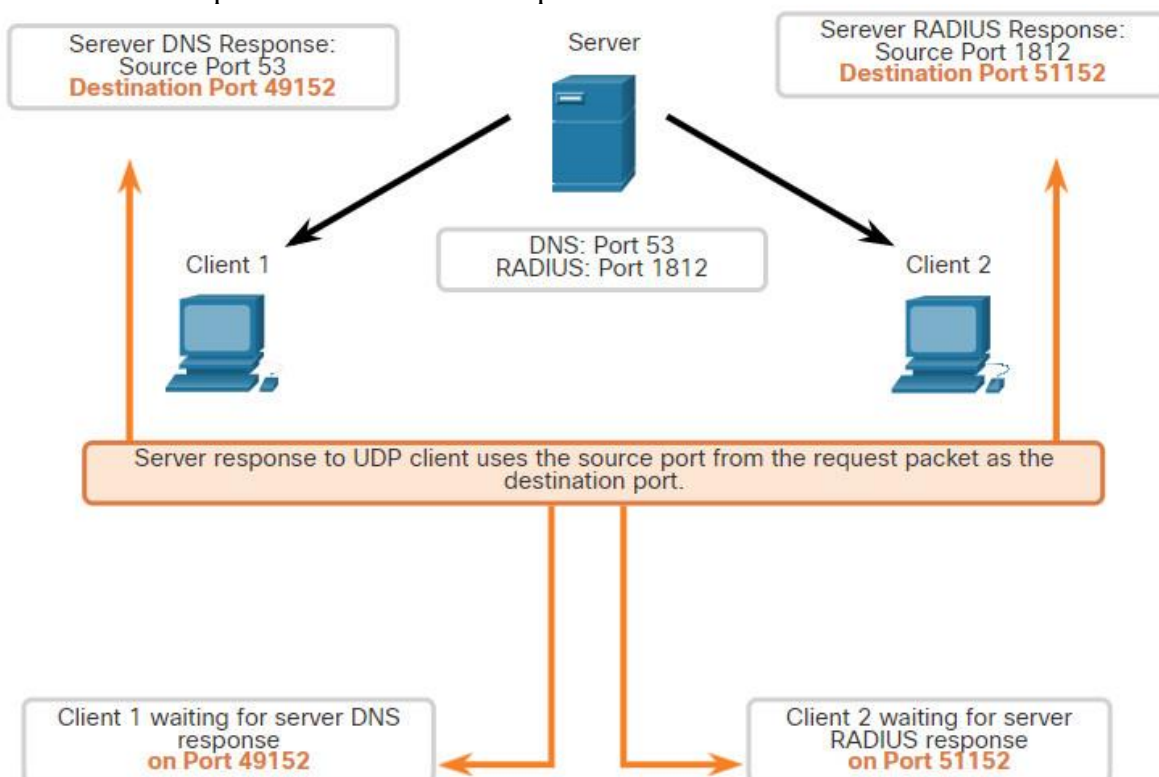 Serever DNS Response:
Source Port 53
Destination Port 49152
Server
Serever RADIUS Response:
Source Port 1812
Destination Port 51152
Client 1
DNS: Port 53
RADIUS: Port 1812
Client 2
Server response to UDP client uses the source port from the request packet as the
destination port.
Client 1 waiting for server DNS
response
on Port 49152
Client 2 waiting for server
RADIUS response
on Port 51152